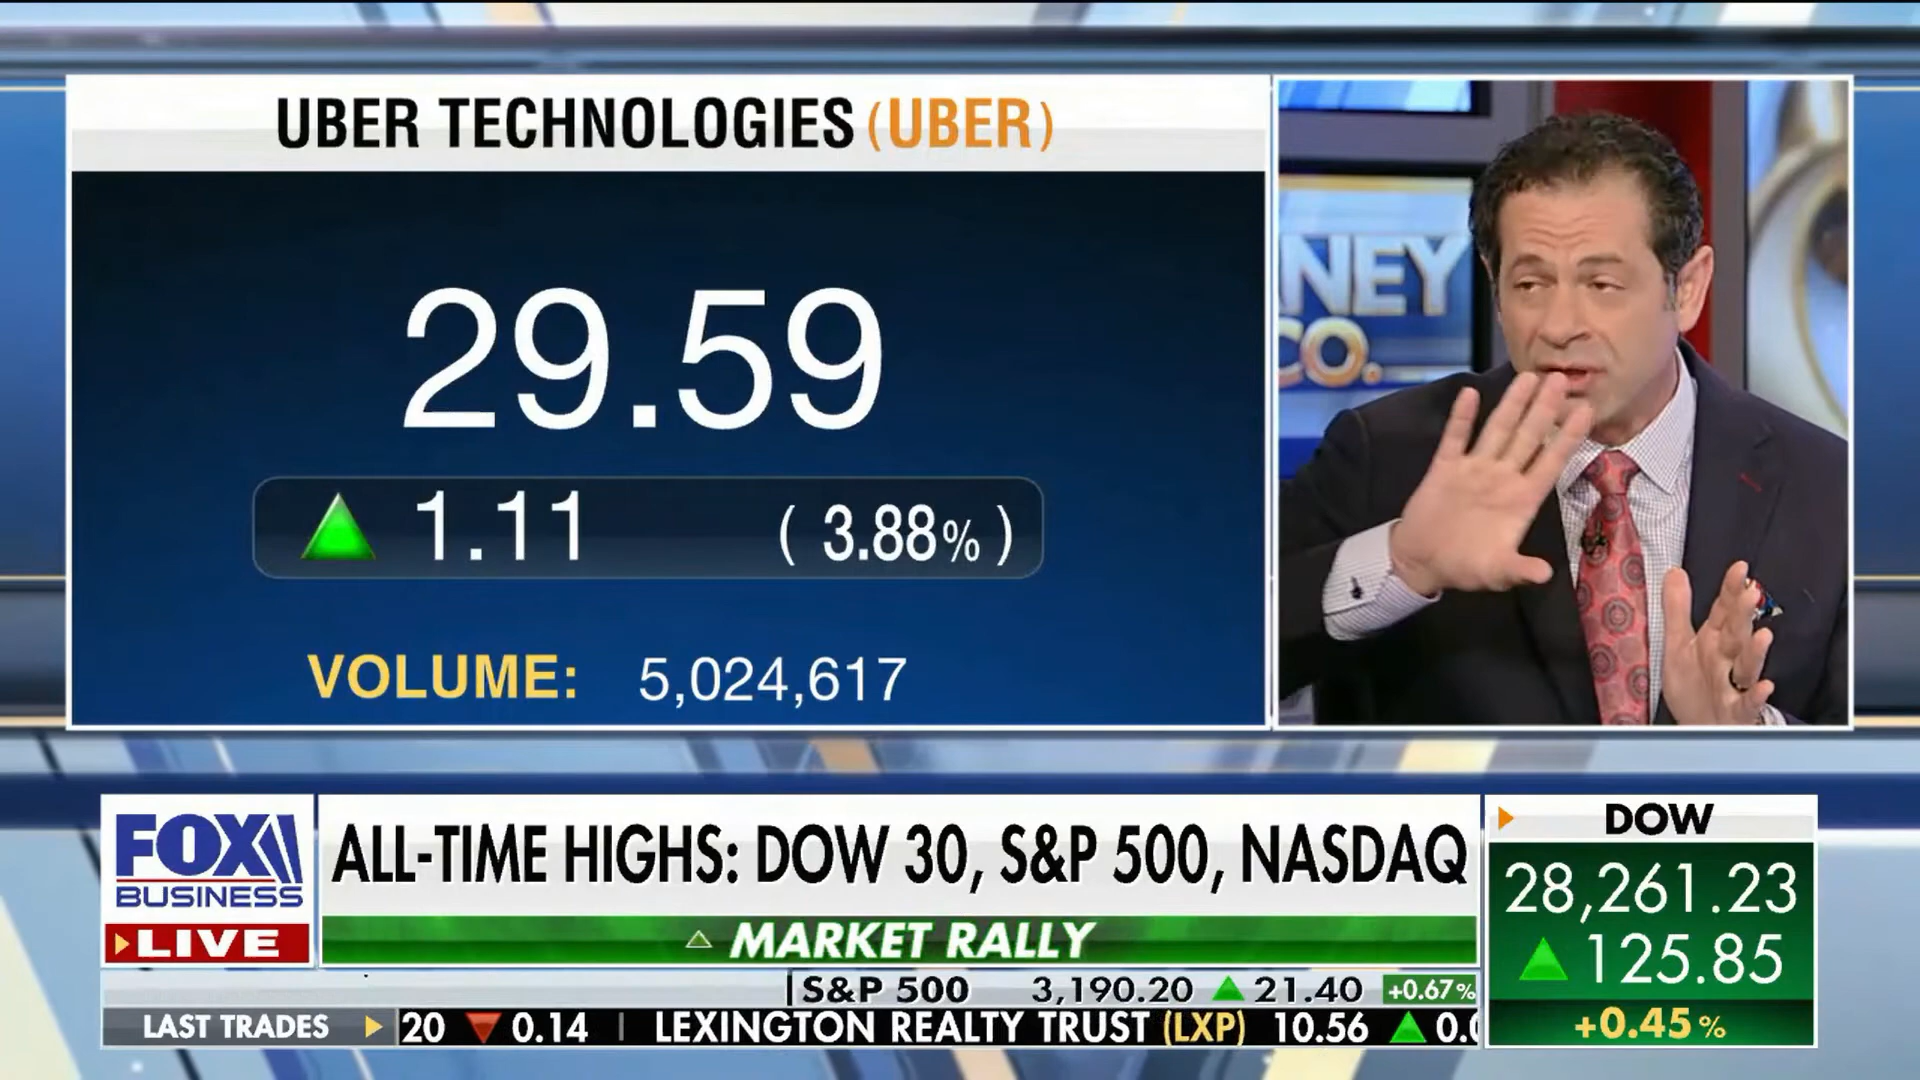 UBER TECHNOLOGIES (UBER)
29.59
1.11 (3.88%)
VOLUME: 5,024,617
NEY
CO.
FOX
BUSINESS
LIVE
ALL-TIME HIGHS: DOW 30, S&P 500, NASDAQ
MARKET RALLY
DOW
28,261.23
125.85
+0.45%
S&P 500 3,190.20 21.40 +0.67%
LAST TRADES 20 0.14 | LEXINGTON REALTY TRUST (LXP) 10.56